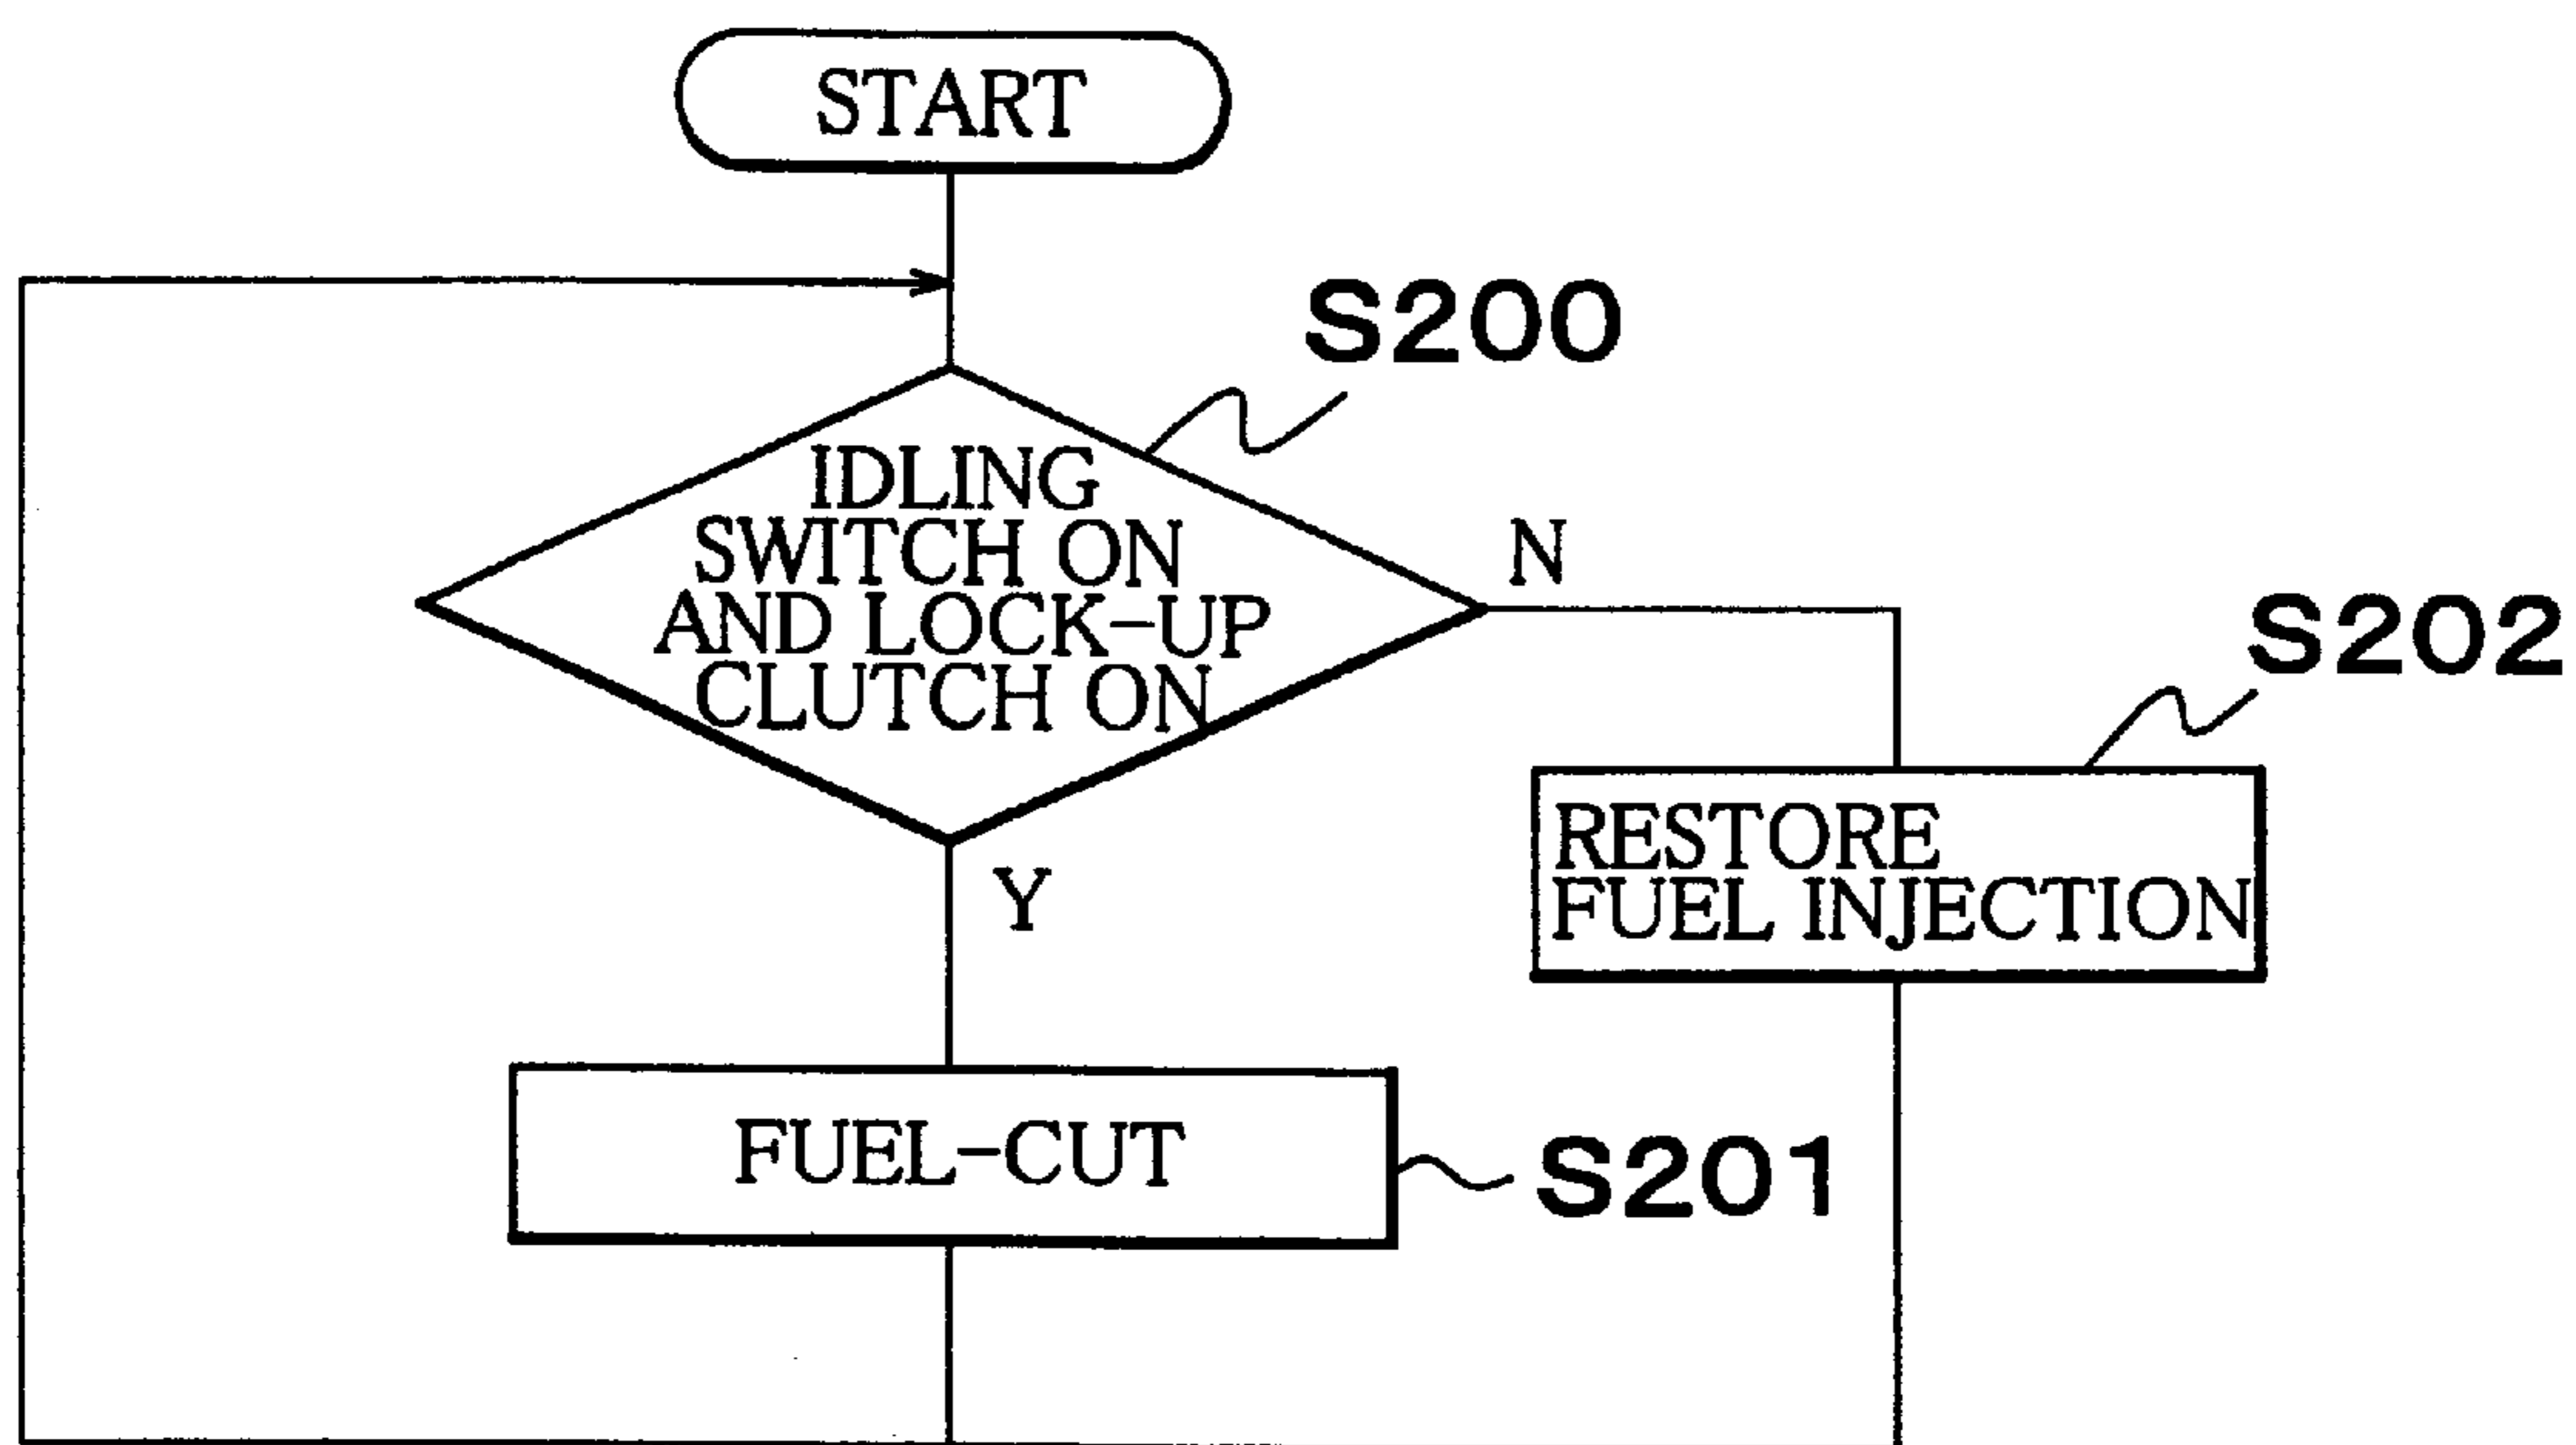 START
S200
IDLING
SWITCH ON
AND LOCK-UP
CLUTCH ON
N
S202
RESTORE
FUEL INJECTION
Y
FUEL-CUT
S201